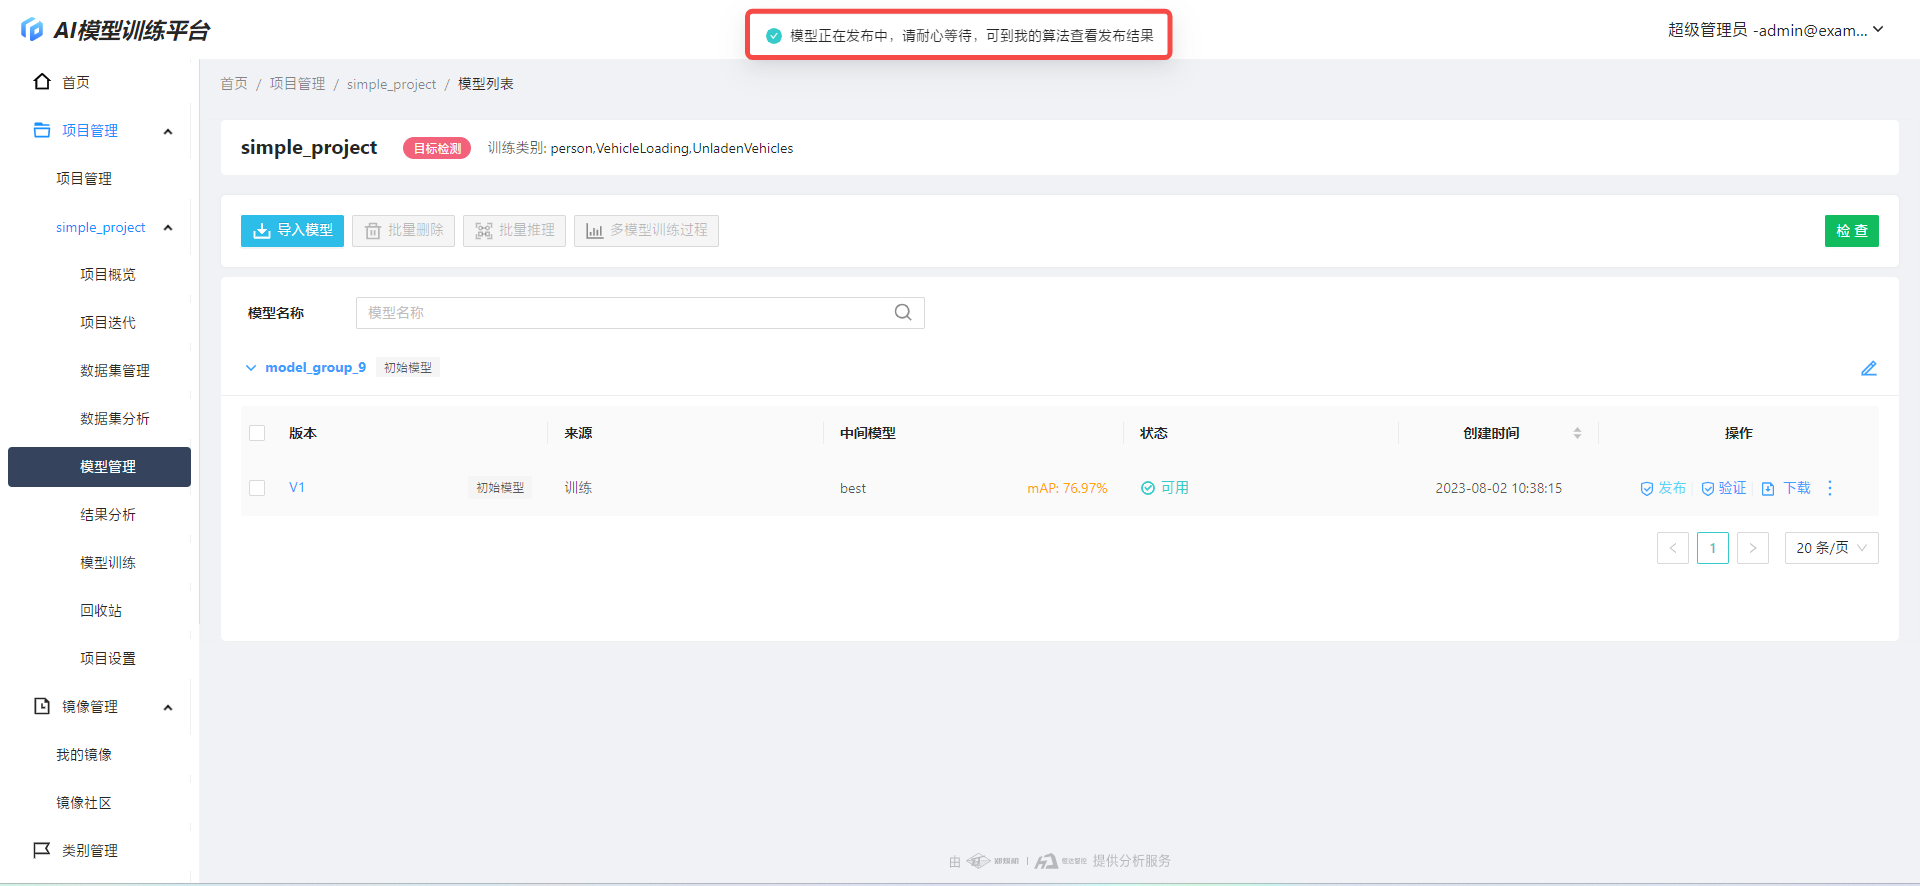 AI模型训练平台
模型正在发布中，请耐心等待，可到我的算法查看发布结果
超级管理员 -admin@exam...
首页
项目管理
项目管理
simple_project
项目概览
项目迭代
数据集管理
数据集分析
模型管理
结果分析
模型训练
回收站
项目设置
镜像管理
我的镜像
镜像社区
类别管理
首页 / 项目管理 / simple_project / 模型列表
simple_project 目标检测 训练类别: person,VehicleLoading,UnladenVehicles
导入模型 批量删除 批量推理 多模型训练过程 检 查
模型名称 模型名称
model_group_9 初始模型
版本 来源 中间模型 状态 创建时间 操作
V1 初始模型 训练 best mAP: 76.97% 可用 2023-08-02 10:38:15 发布 验证 下载
< 1 > 20 条/页
由 | 提供分析服务